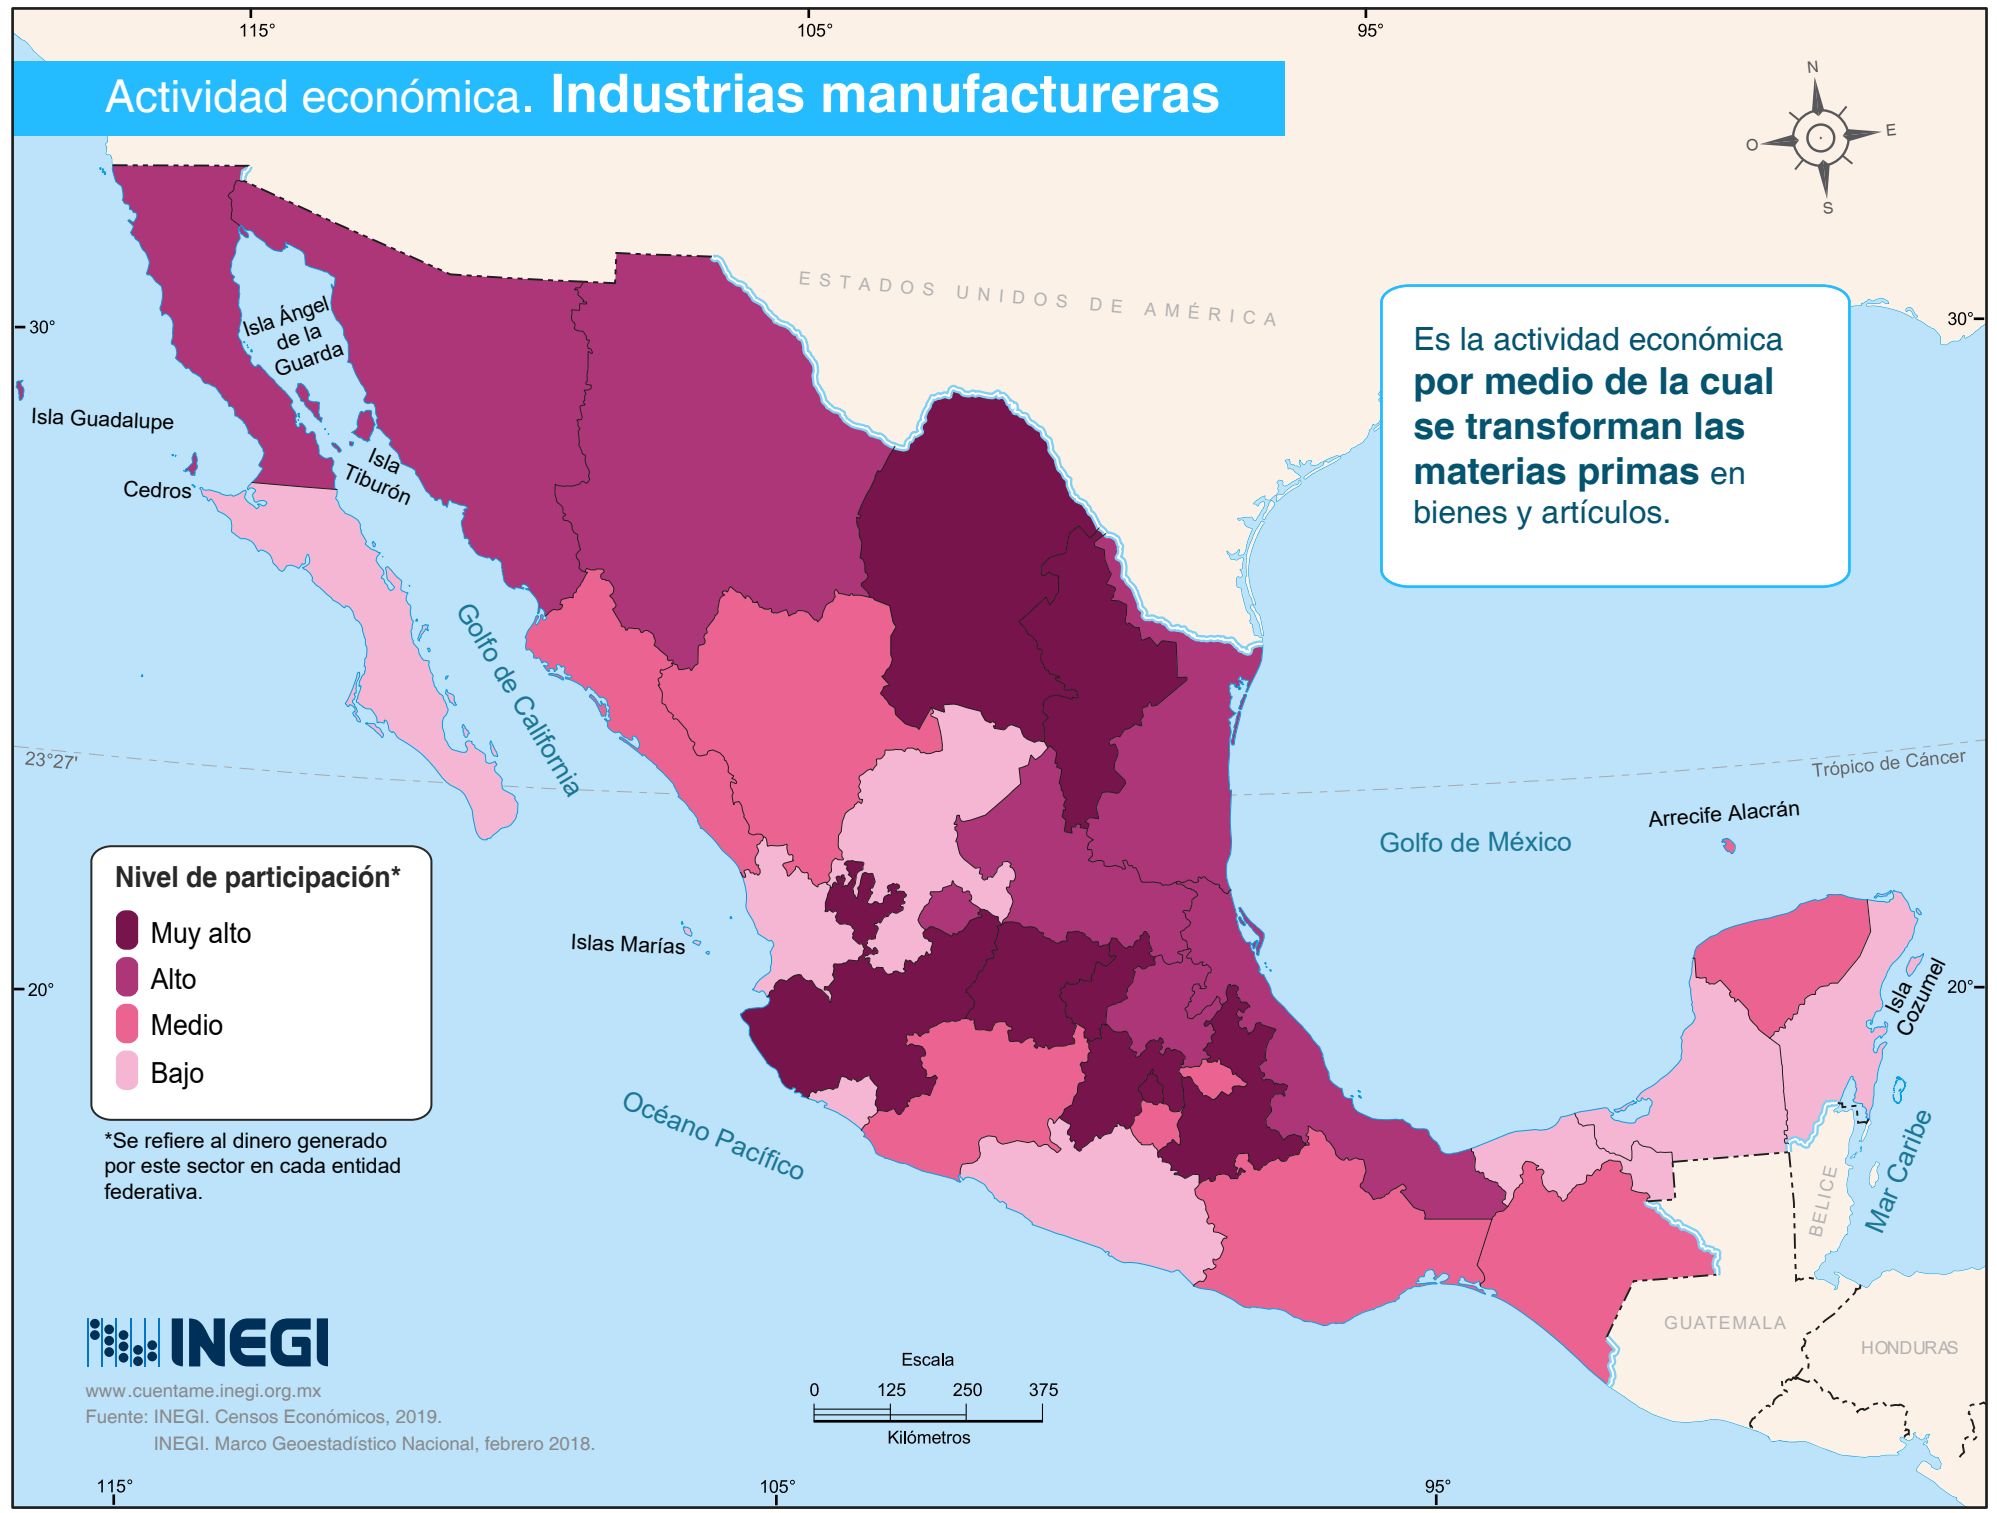 115°
105°
95°
Actividad económica. Industrias manufactureras
N
E
O
S
ESTADOS UNIDOS DE AMÉRICA
30°
30°
Es la actividad económica
por medio de la cual
se transforman las
materias primas en
bienes y artículos.
Isla Ángel
de la
Guarda
Isla Guadalupe
Isla
Tiburón
Cedros
Golfo de California
23°27'
Trópico de Cáncer
Arrecife Alacrán
Golfo de México
Nivel de participación*
Muy alto
Alto
Medio
Bajo
*Se refiere al dinero generado
por este sector en cada entidad
federativa.
Islas Marías
20°
20°
Isla
Cozumel
Océano Pacífico
Mar Caribe
BELICE
GUATEMALA
HONDURAS
INEGI
www.cuentame.inegi.org.mx
Fuente: INEGI. Censos Económicos, 2019.
INEGI. Marco Geoestadístico Nacional, febrero 2018.
Escala
0 125 250 375
Kilómetros
115°
105°
95°